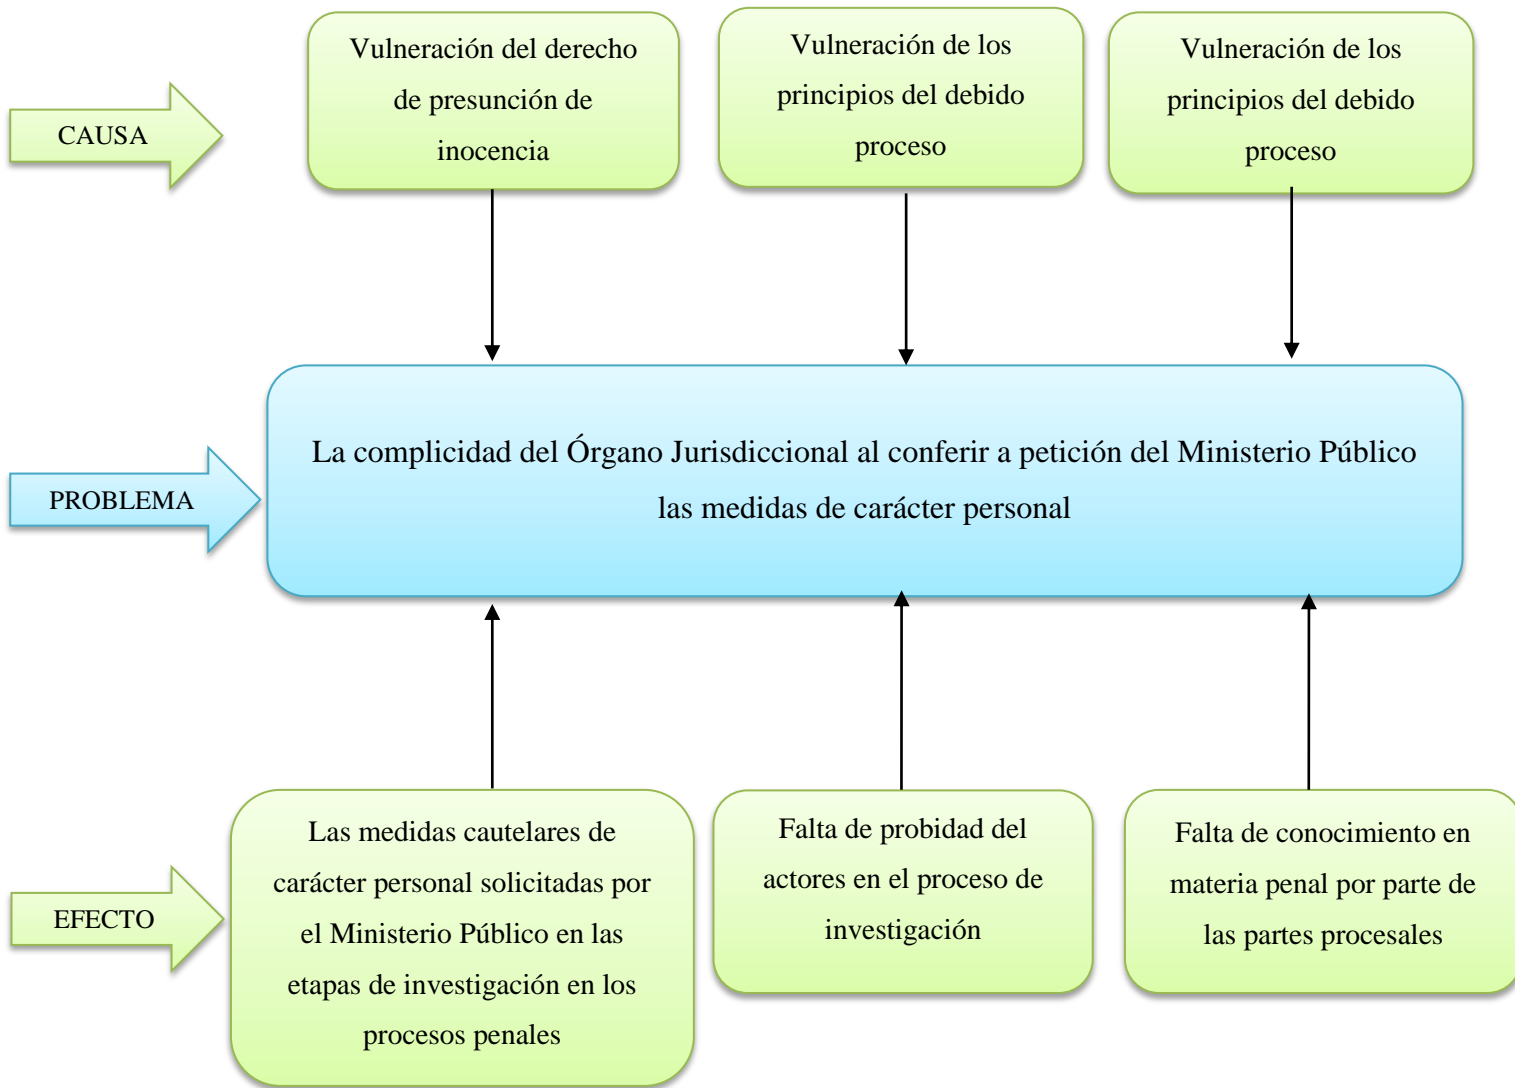 CAUSA
Vulneración del derecho
de presunción de
inocencia
Vulneración de los
principios del debido
proceso
Vulneración de los
principios del debido
proceso
PROBLEMA
La complicidad del Órgano Jurisdiccional al conferir a petición del Ministerio Público
las medidas de carácter personal
EFECTO
Las medidas cautelares de
carácter personal solicitadas por
el Ministerio Público en las
etapas de investigación en los
procesos penales
Falta de probidad del
actores en el proceso de
investigación
Falta de conocimiento en
materia penal por parte de
las partes procesales